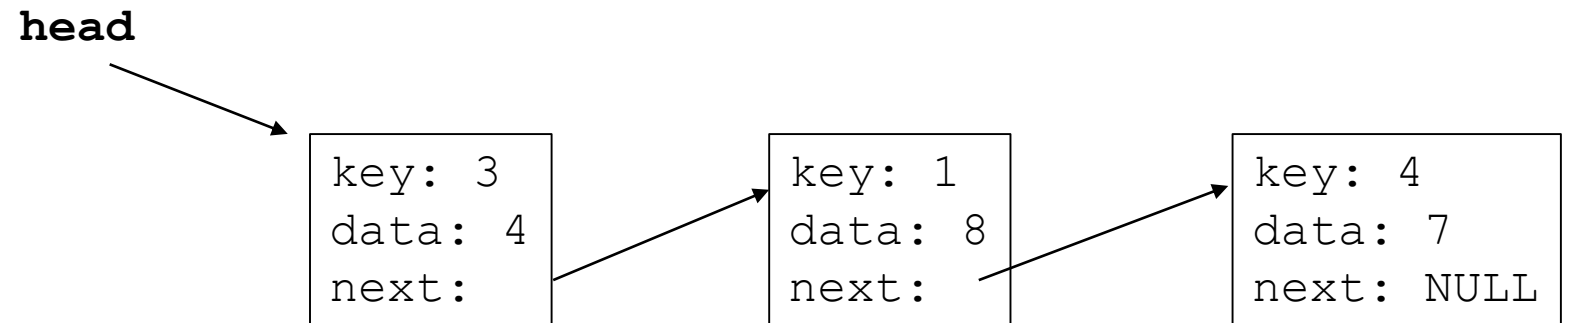 head
key: 3
data: 4
next:
key: 1
data: 8
next:
key: 4
data: 7
next: NULL